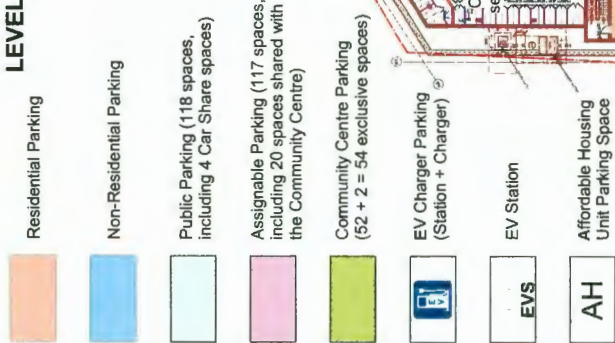 LEVEL
Residential Parking
Non-Residential Parking
Public Parking (118 spaces,
including 4 Car Share spaces)
Assignable Parking (117 spaces,
including 20 spaces shared with
the Community Centre)
Community Centre Parking
(52 + 2 = 54 exclusive spaces)
EV
EV Charger Parking
(Station + Charger)
EVS
EV Station
AH
Affordable Housing
Unit Parking Space